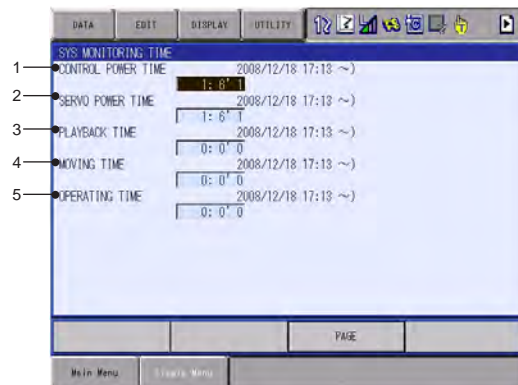 DATA EDIT DISPLAY UTILITY
SYS MONITORING TIME
1 CONTROL POWER TIME 2008/12/18 17:13 ~)
1: 6' 1
2 SERVO POWER TIME 2008/12/18 17:13 ~)
1: 6' 1
3 PLAYBACK TIME 2008/12/18 17:13 ~)
0: 0' 0
4 MOVING TIME 2008/12/18 17:13 ~)
0: 0' 0
5 OPERATING TIME 2008/12/18 17:13 ~)
0: 0' 0
PAGE
Main Menu Simple Menu